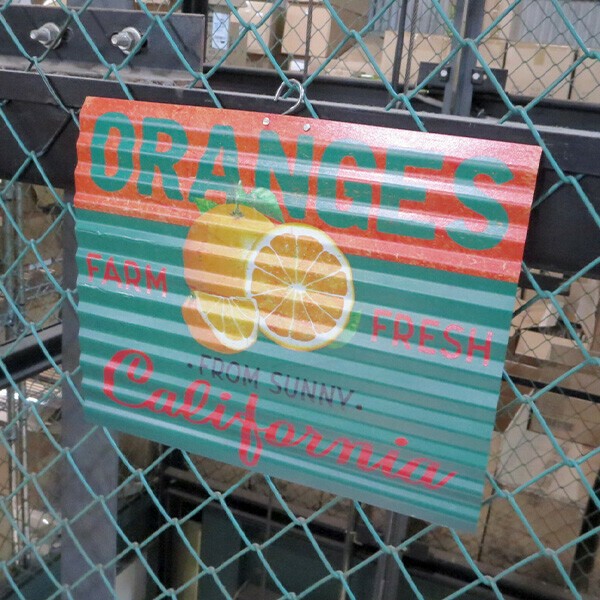 ORANGES
FARM FRESH
• FROM SUNNY •
California